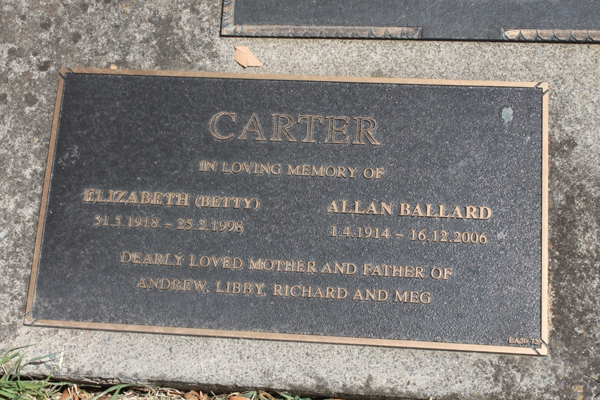 CARTER
IN LOVING MEMORY OF
ELIZABETH (BETTY) ALLAN BALLARD
31.5.1918 – 25.2.1998 1.4.1914 – 16.12.2006
DEARLY LOVED MOTHER AND FATHER OF
ANDREW, LIBBY, RICHARD AND MEG